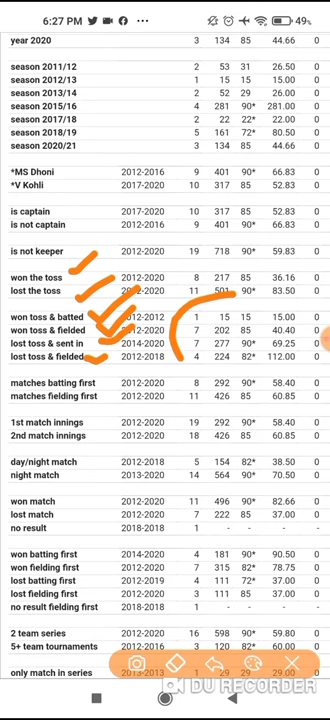 6:27 PM 49%
year 2020 3 134 85 44.66 0
season 2011/12 2 53 31 26.50 0
season 2012/13 1 15 15 15.00 0
season 2013/14 2 52 29 26.00 0
season 2015/16 4 281 90* 281.00 0
season 2017/18 2 22 22* 22.00 0
season 2018/19 5 161 72* 80.50 0
season 2020/21 3 134 85 44.66 0
*MS Dhoni 2012-2016 9 401 90* 66.83 0
*V Kohli 2017-2020 10 317 85 52.83 0
is captain 2017-2020 10 317 85 52.83 0
is not captain 2012-2016 9 401 90* 66.83 0
is not keeper 2012-2020 19 718 90* 59.83 0
won the toss 2012-2020 8 217 85 36.16 0
lost the toss 2012-2020 11 501 90* 83.50 0
won toss & batted 2012-2012 1 15 15 15.00 0
won toss & fielded 2012-2020 7 202 85 40.40 0
lost toss & sent in 2014-2020 7 277 90* 69.25 0
lost toss & fielded 2012-2018 4 224 82* 112.00 0
matches batting first 2012-2020 8 292 90* 58.40 0
matches fielding first 2012-2020 11 426 85 60.85 0
1st match innings 2012-2020 19 292 90* 58.40 0
2nd match innings 2012-2020 18 426 85 60.85 0
day/night match 2012-2018 5 154 82* 38.50 0
night match 2013-2020 14 564 90* 70.50 0
won match 2012-2020 11 496 90* 82.66 0
lost match 2012-2020 7 222 85 37.00 0
no result 2018-2018 1 - - - -
won batting first 2014-2020 4 181 90* 90.50 0
won fielding first 2012-2020 7 315 82* 78.75 0
lost batting first 2012-2019 4 111 72* 37.00 0
lost fielding first 2012-2020 3 111 85 37.00 0
no result fielding first 2018-2018 1 - - - -
2 team series 2012-2020 16 598 90* 59.80 0
5+ team tournaments 2012-2016 3 120 82* 60.00 0
only match in series 2013-2013 1 29 29 29.00 0
DU RECORDER